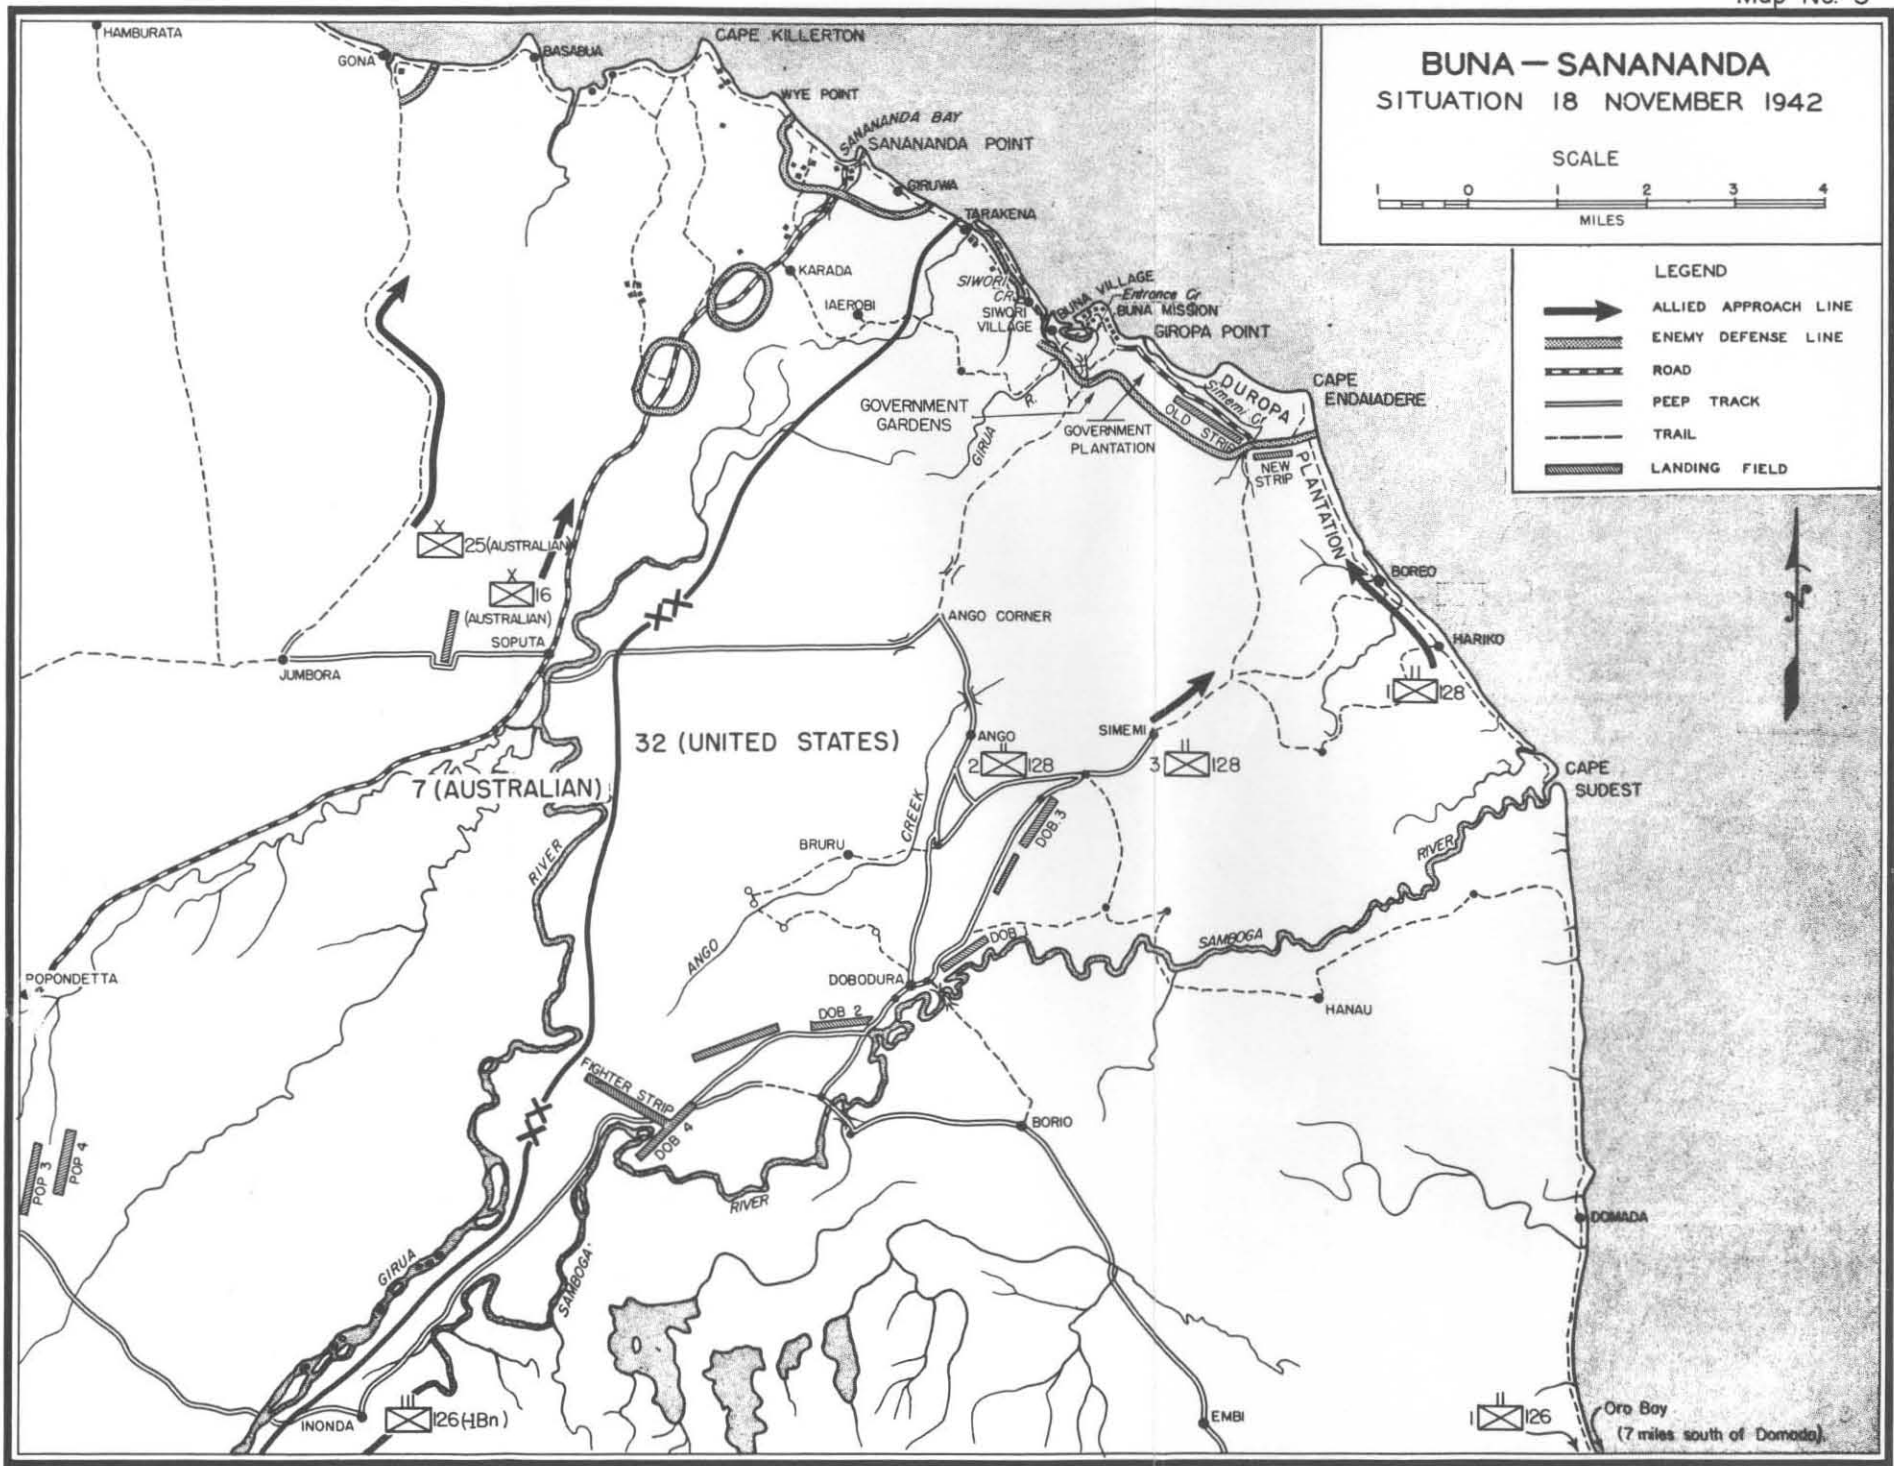 Map No.
HAMBURATA
GONA
BASABUA
CAPE KILLERTON
WYE POINT
SANANANDA BAY
SANANANDA POINT
GIRUWA
TARAKENA
KARADA
IAEROBI
SIWORI
CR.
SIWORI
VILLAGE
BUNA VILLAGE
Entrance Cr
BUNA MISSION
GIROPA POINT
CAPE
ENDAIADERE
DUROPA
PLANTATION
Simemi Cr
OLD STRIP
NEW
STRIP
GOVERNMENT
GARDENS
GOVERNMENT
PLANTATION
GIRUA
R.
BUNA — SANANANDA
SITUATION 18 NOVEMBER 1942
SCALE
1 0 1 2 3 4
MILES
LEGEND
ALLIED APPROACH LINE
ENEMY DEFENSE LINE
ROAD
PEEP TRACK
TRAIL
LANDING FIELD
X
25 (AUSTRALIAN)
X
16
(AUSTRALIAN)
SOPUTA
JUMBORA
XX
ANGO CORNER
BOREO
HARIKO
1 128
32 (UNITED STATES)
7 (AUSTRALIAN)
ANGO
2 128
SIMEMI
3 128
CAPE
SUDEST
BRURU
ANGO
CREEK
RIVER
DOB. 3
DOB
SAMBOGA
RIVER
DOBODURA
DOB 2
HANAU
POPONDETTA
FIGHTER STRIP
DOB 4
XX
BORIO
POP 3
POP 4
RIVER
GIRUA
SAMBOGA
DOMADA
INONDA
126 (-1Bn)
EMBI
1 126
Oro Bay
(7 miles south of Domada).